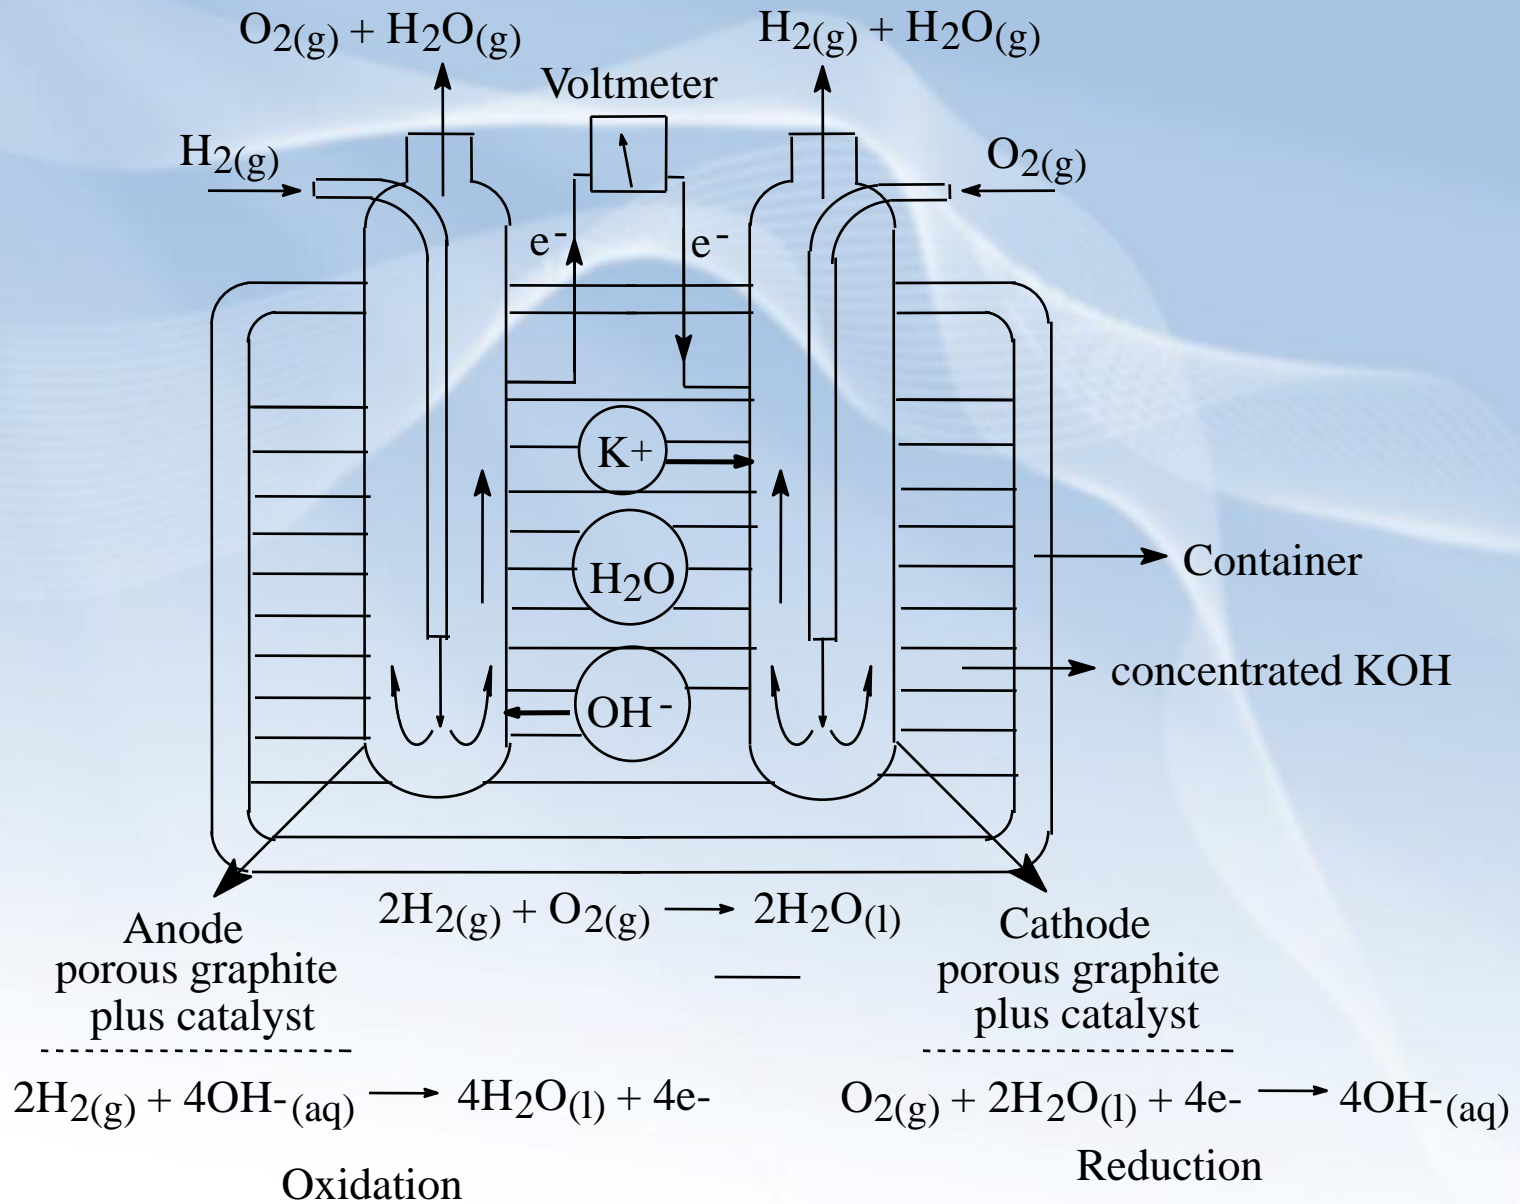 O2(g) + H2O(g)
H2(g) + H2O(g)
Voltmeter
H2(g)
O2(g)
e-
e-
K+
H2O
OH-
Container
concentrated KOH
2H2(g) + O2(g) ⟶ 2H2O(l)
Anode
porous graphite
plus catalyst
Cathode
porous graphite
plus catalyst
2H2(g) + 4OH-(aq) ⟶ 4H2O(l) + 4e-
O2(g) + 2H2O(l) + 4e- ⟶ 4OH-(aq)
Oxidation
Reduction